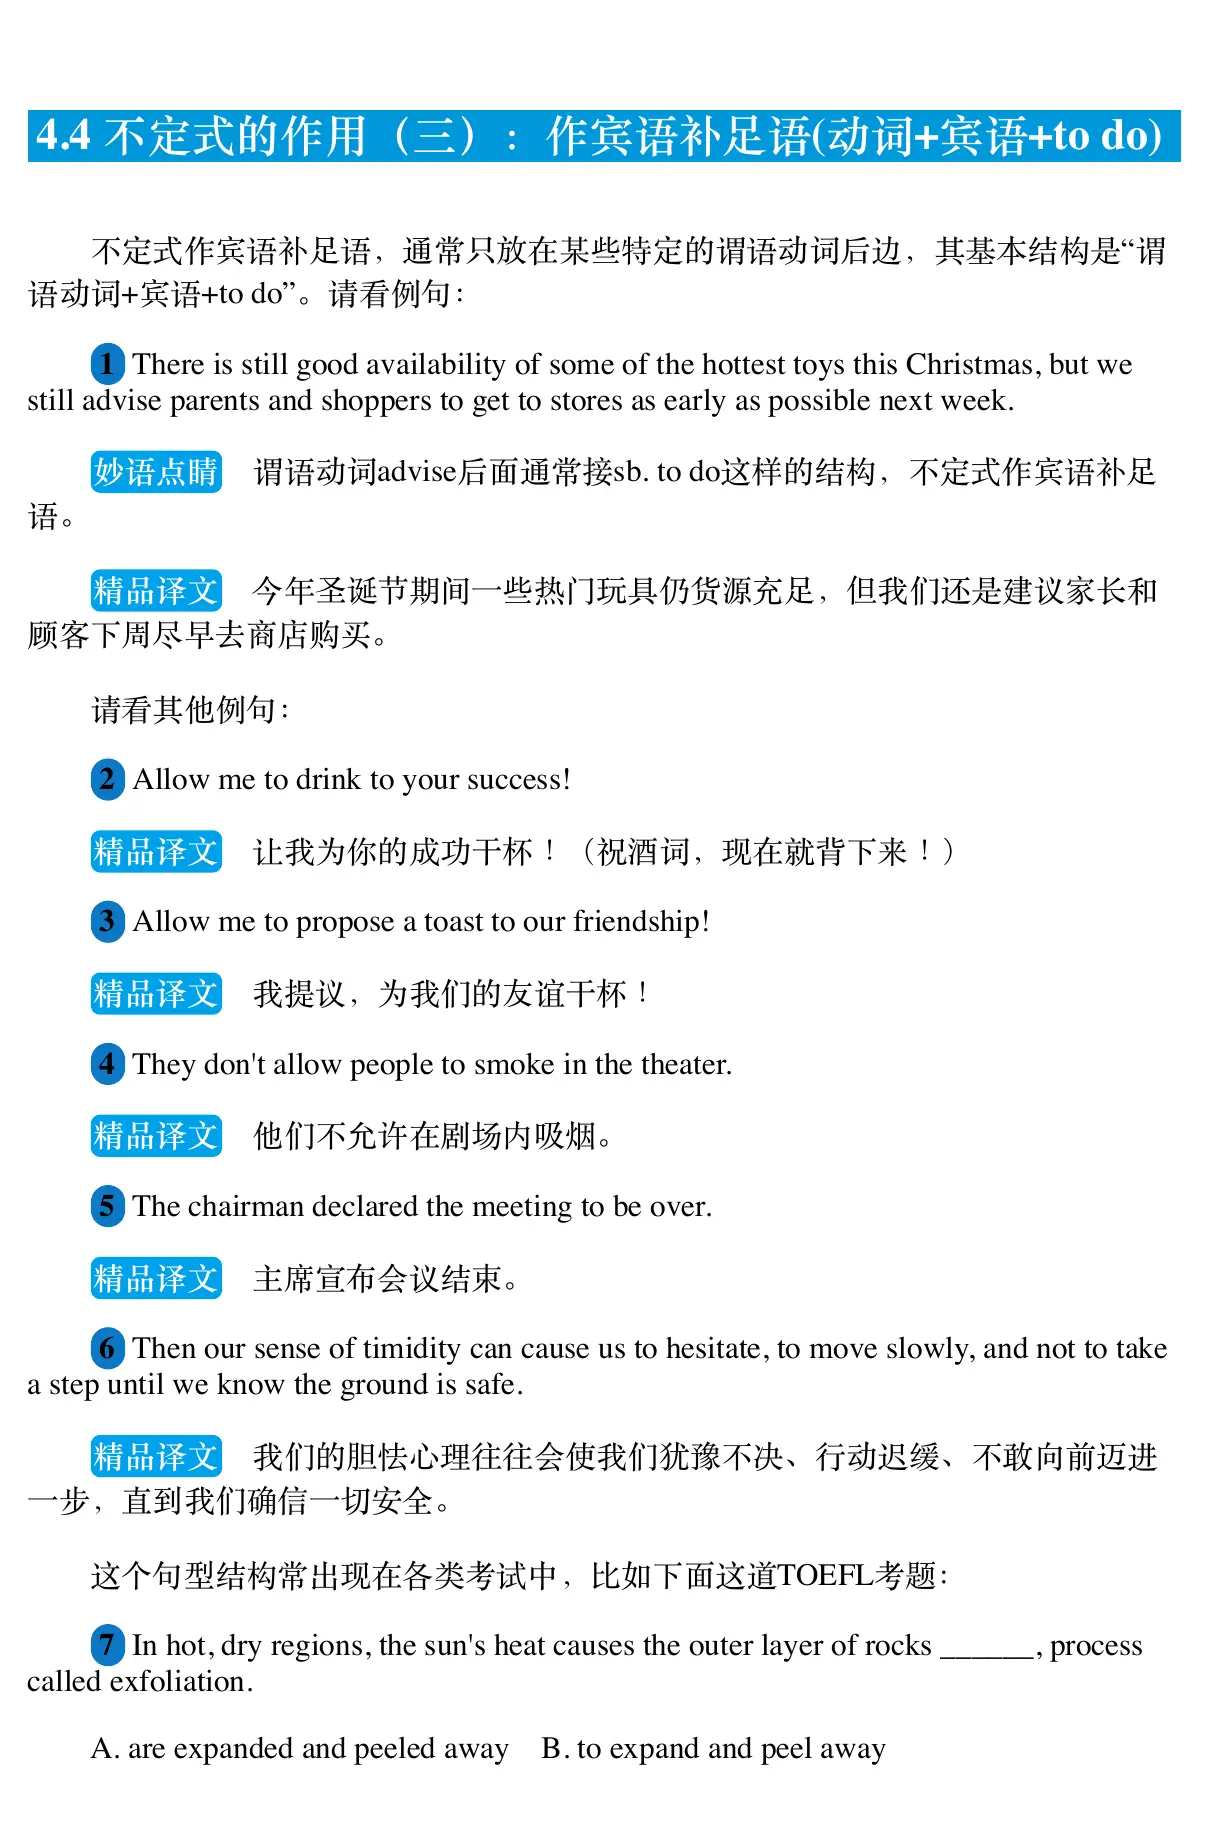 4.4 不定式的作用（三）：作宾语补足语(动词+宾语+to do)
不定式作宾语补足语，通常只放在某些特定的谓语动词后边，其基本结构是“谓
语动词+宾语+to do”。请看例句：
1 There is still good availability of some of the hottest toys this Christmas, but we
still advise parents and shoppers to get to stores as early as possible next week.
妙语点睛 谓语动词advise后面通常接sb. to do这样的结构，不定式作宾语补足
语。
精品译文 今年圣诞节期间一些热门玩具仍货源充足，但我们还是建议家长和
顾客下周尽早去商店购买。
请看其他例句：
2 Allow me to drink to your success!
精品译文 让我为你的成功干杯！（祝酒词，现在就背下来！）
3 Allow me to propose a toast to our friendship!
精品译文 我提议，为我们的友谊干杯！
4 They don't allow people to smoke in the theater.
精品译文 他们不允许在剧场内吸烟。
5 The chairman declared the meeting to be over.
精品译文 主席宣布会议结束。
6 Then our sense of timidity can cause us to hesitate, to move slowly, and not to take
a step until we know the ground is safe.
精品译文 我们的胆怯心理往往会使我们犹豫不决、行动迟缓、不敢向前迈进
一步，直到我们确信一切安全。
这个句型结构常出现在各类考试中，比如下面这道TOEFL考题：
7 In hot, dry regions, the sun's heat causes the outer layer of rocks ______, process
called exfoliation.
A. are expanded and peeled away B. to expand and peel away